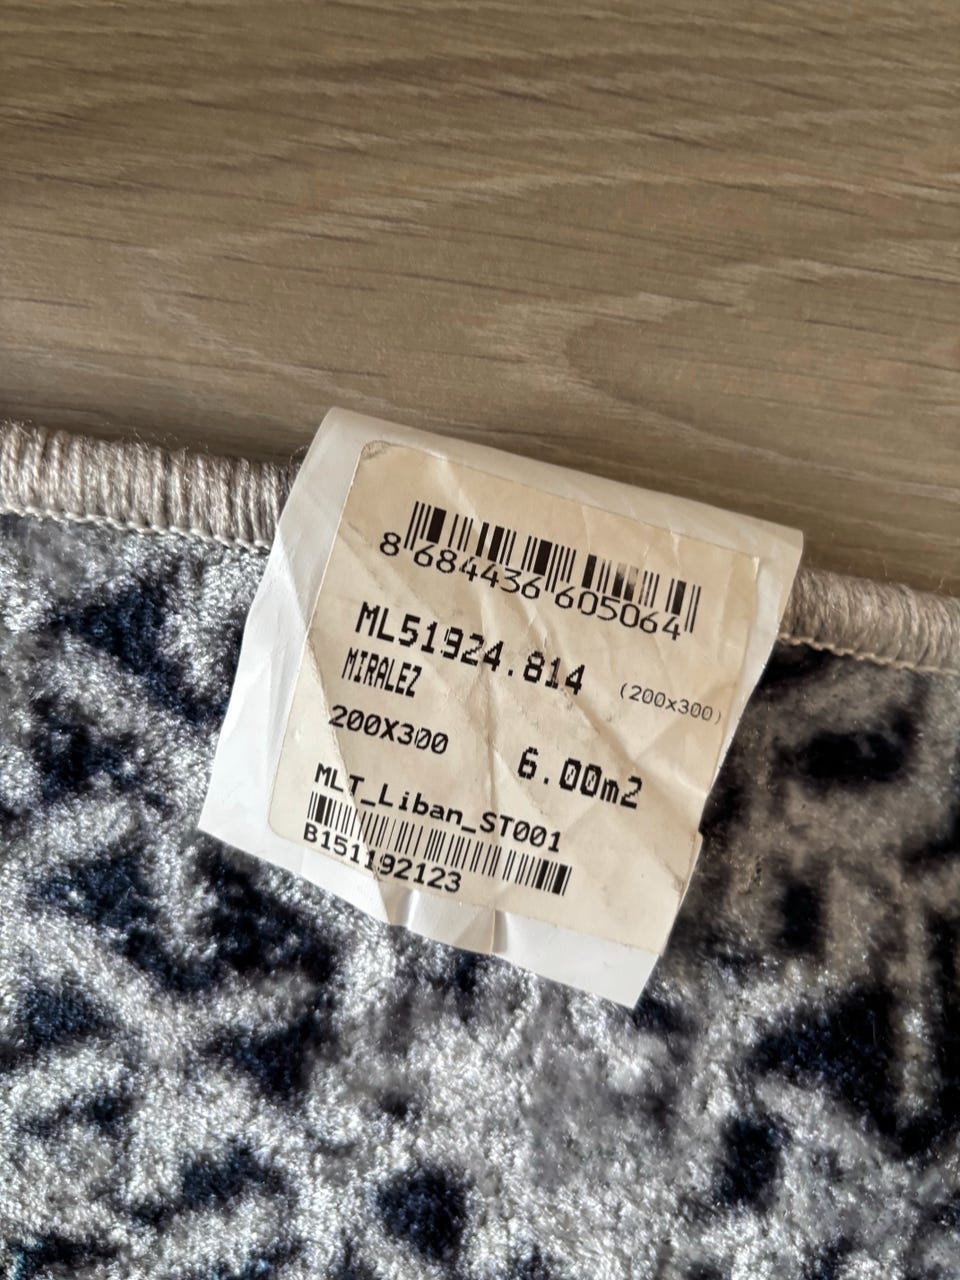 8 684436 605064
ML51924.814 (200x300)
MIRALEZ
200X300 6.00m2
MLT_Liban_ST001
B151192123